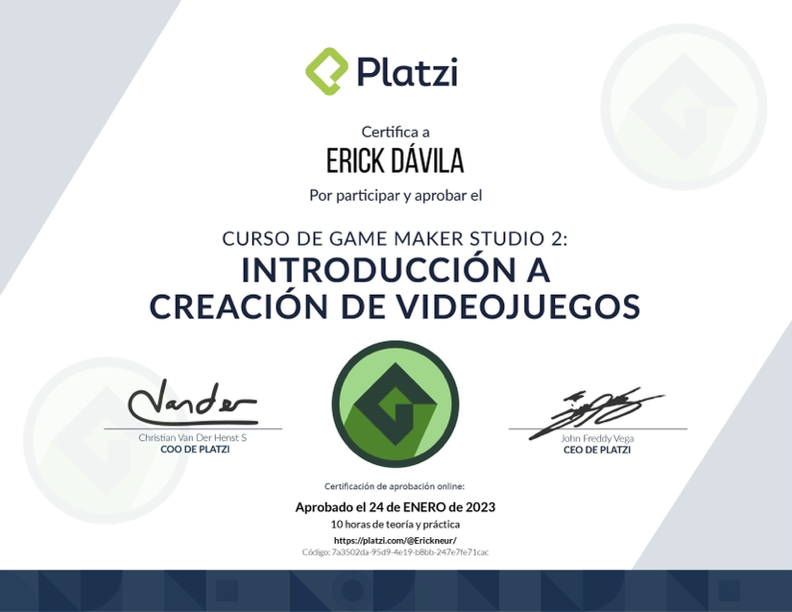 Platzi
Certifica a
ERICK DÁVILA
Por participar y aprobar el
CURSO DE GAME MAKER STUDIO 2:
INTRODUCCIÓN A
CREACIÓN DE VIDEOJUEGOS
Christian Van Der Henst S
COO DE PLATZI
John Freddy Vega
CEO DE PLATZI
Certificación de aprobación online:
Aprobado el 24 de ENERO de 2023
10 horas de teoría y práctica
https://platzi.com/@Erickneur/
Código: 7a3502da-95d9-4e19-b8bb-247e7fe71cac